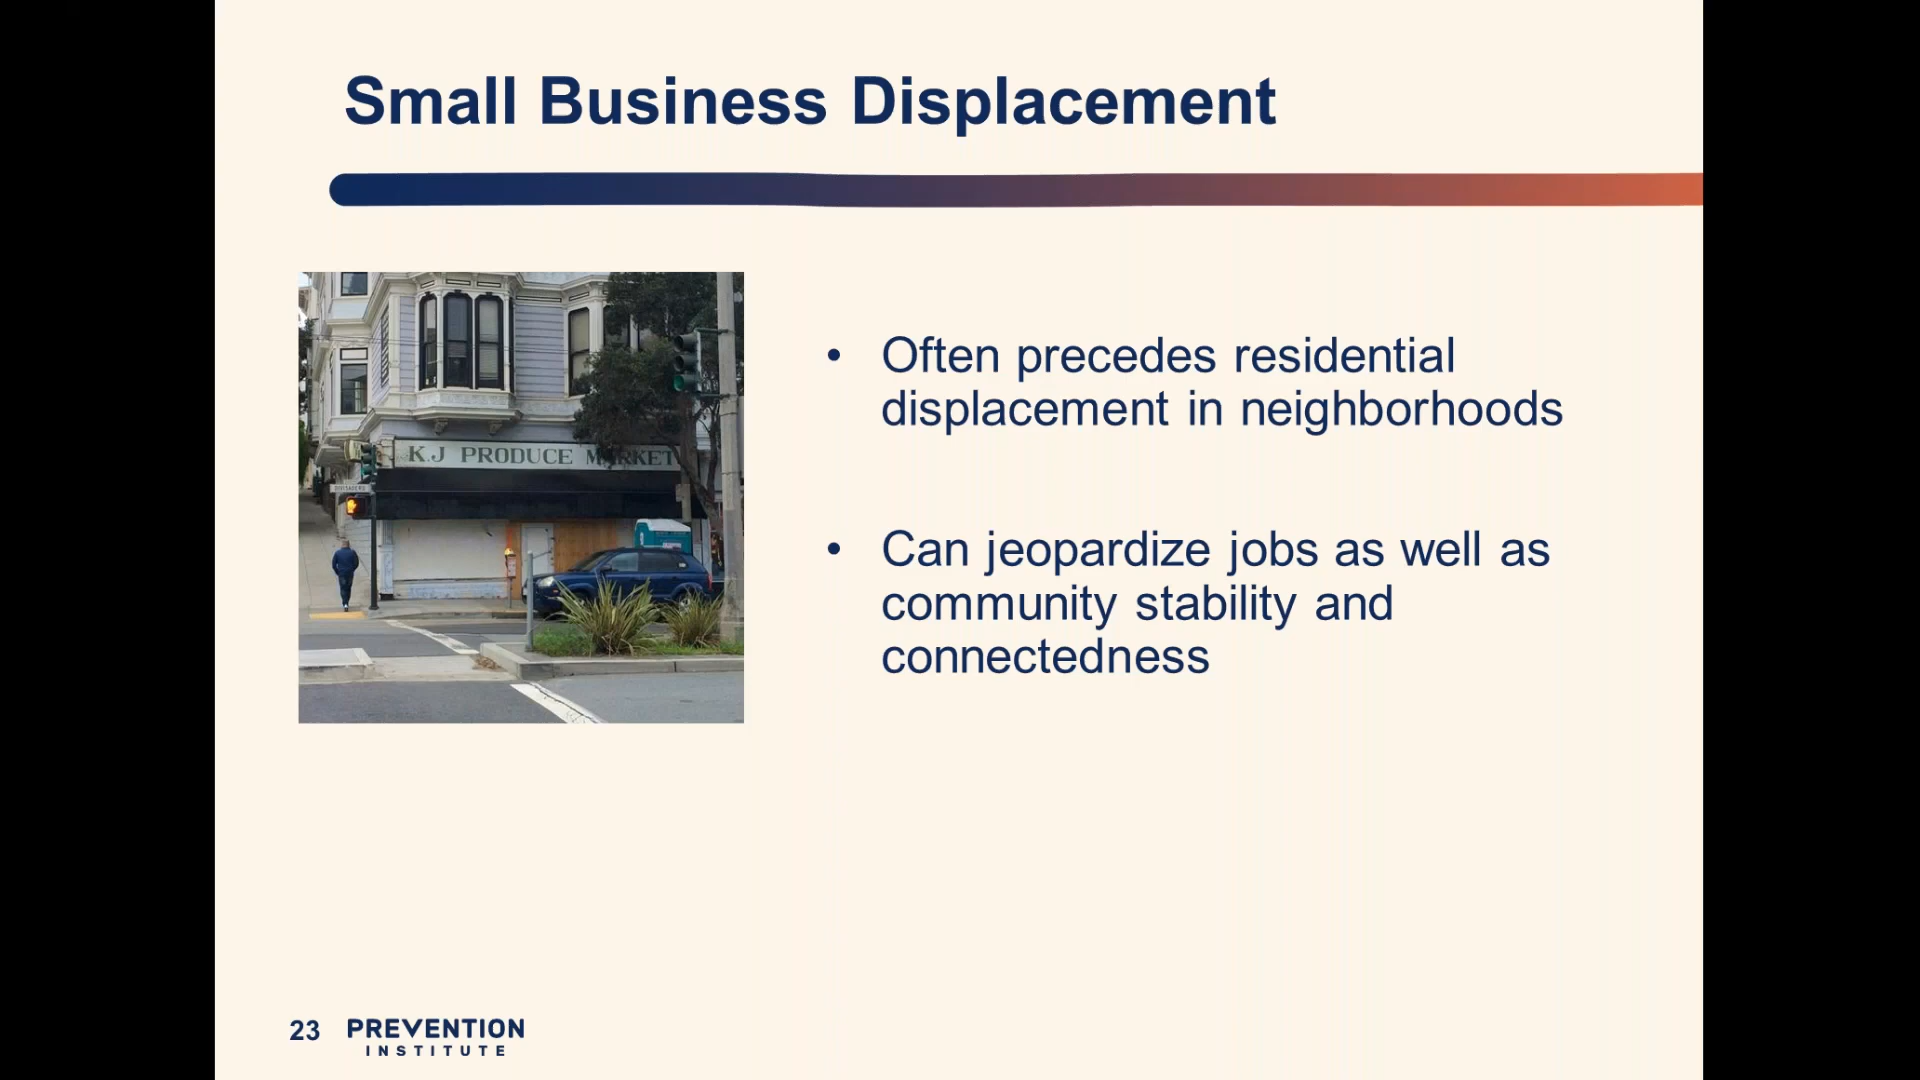 Small Business Displacement
K.J PRODUCE MARKET
DIVISADERO
• Often precedes residential
displacement in neighborhoods
• Can jeopardize jobs as well as
community stability and
connectedness
23 PREVENTION
INSTITUTE